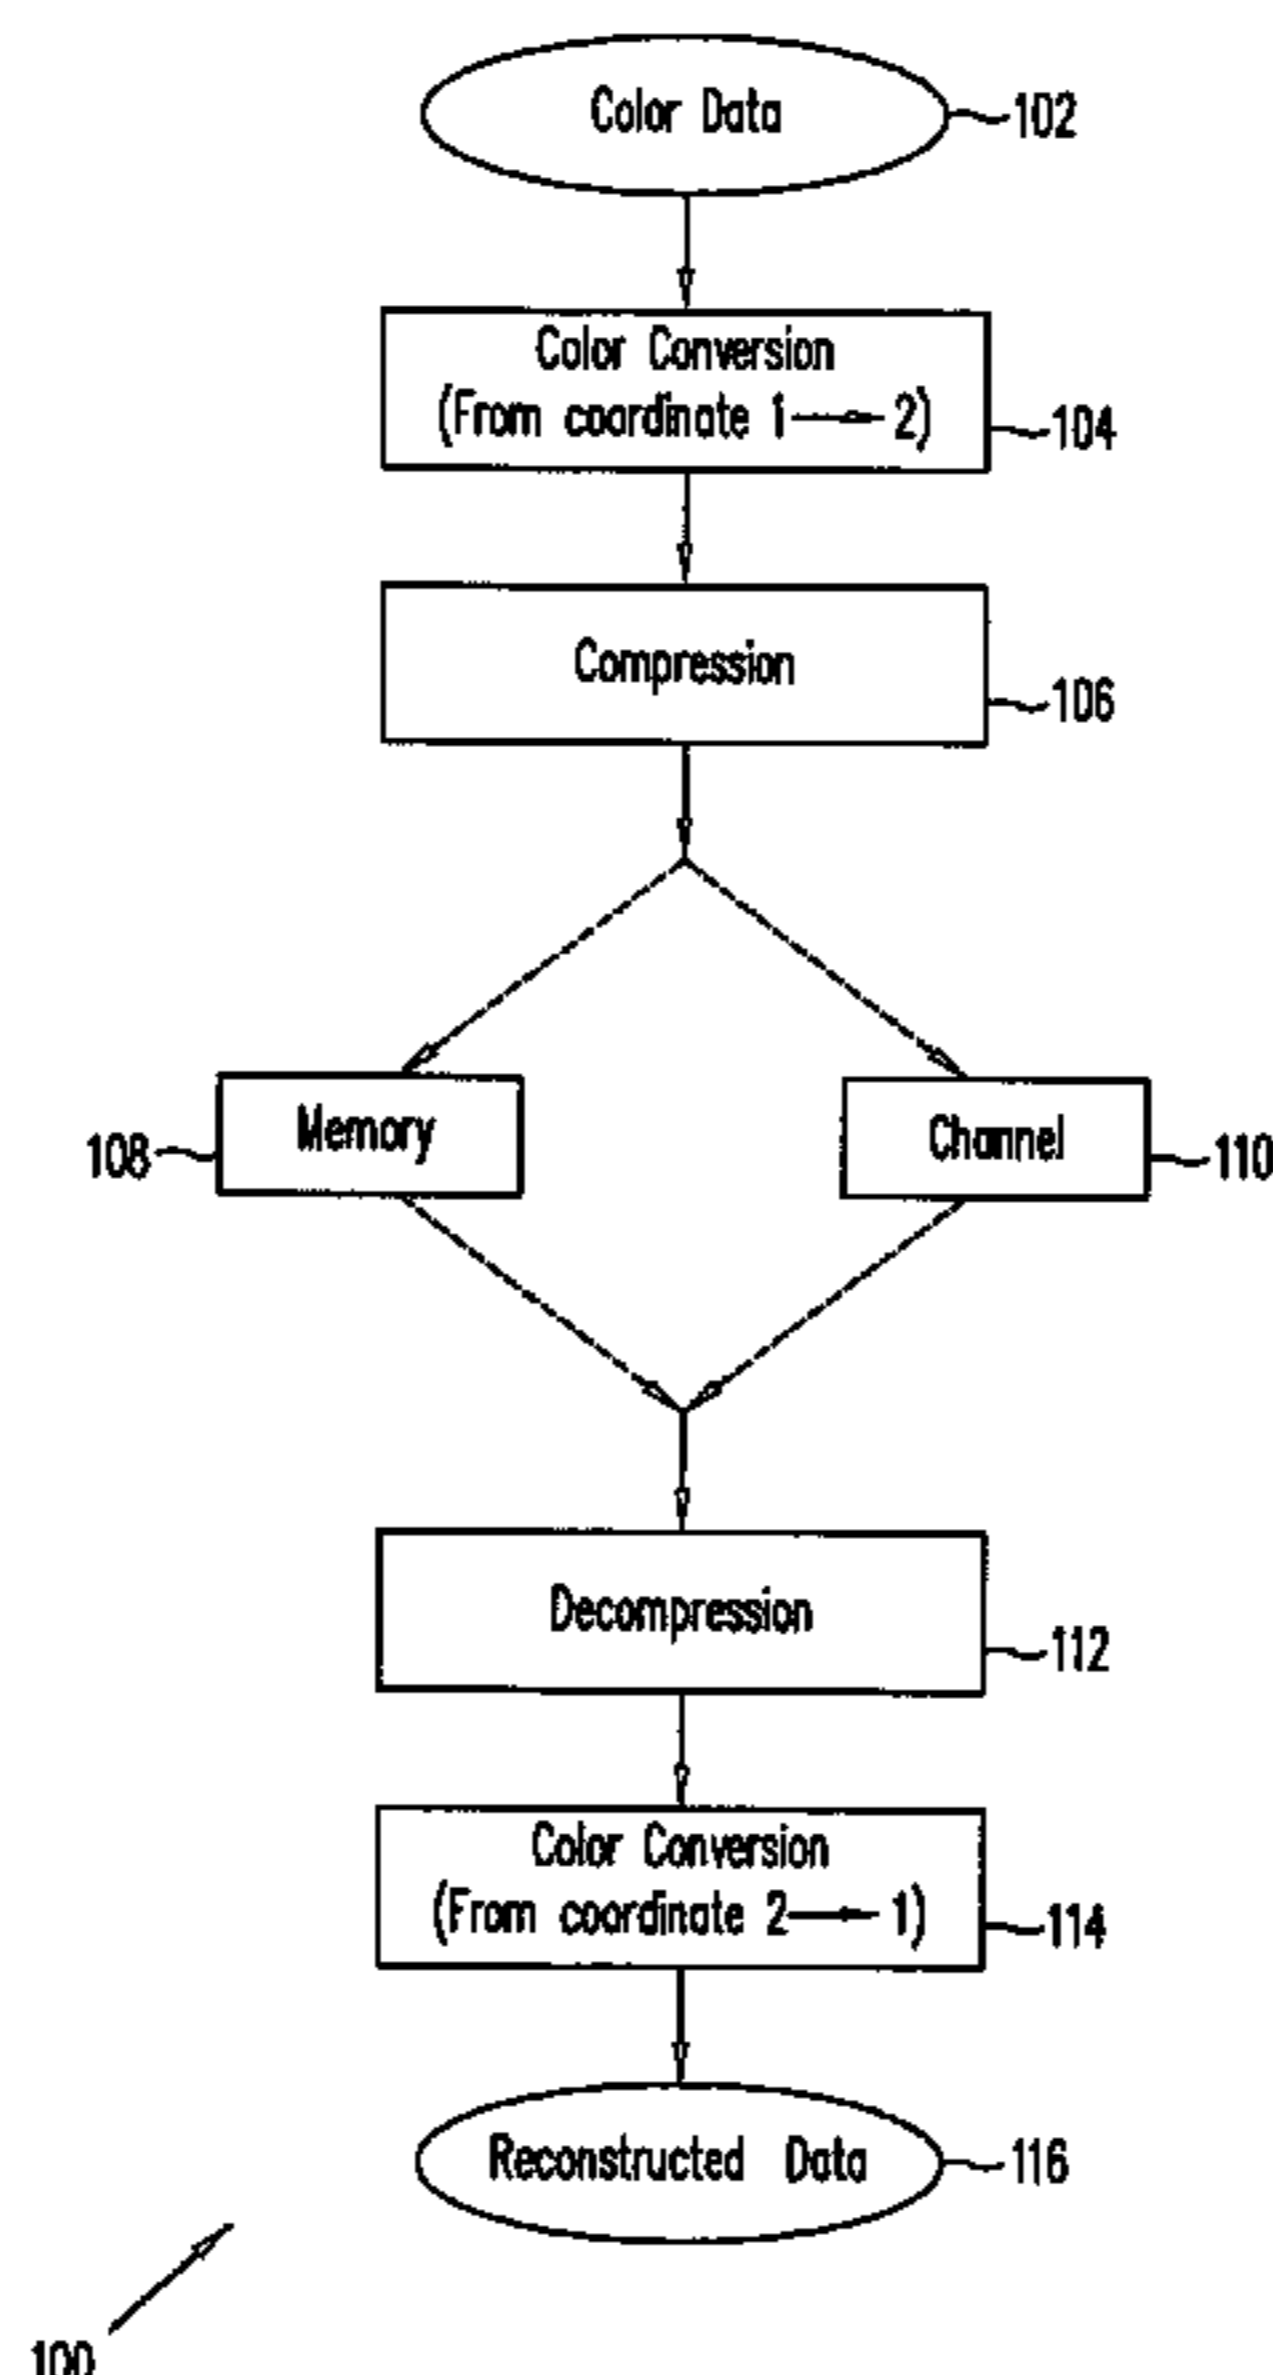 Color Data
102
Color Conversion
(From coordinate 1→2)
104
Compression
106
Memory
108
Channel
110
Decompression
112
Color Conversion
(From coordinate 2→1)
114
Reconstructed Data
116
100